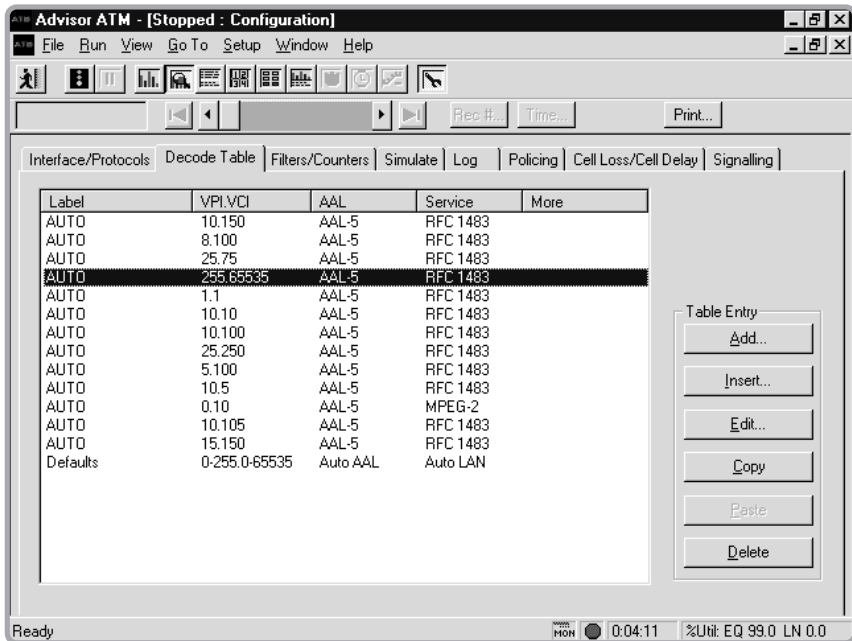 ATM Advisor ATM - [Stopped : Configuration]
ATM File Run View Go To Setup Window Help
Rec #... Time... Print...
Interface/Protocols Decode Table Filters/Counters Simulate Log Policing Cell Loss/Cell Delay Signalling
Label VPI.VCI AAL Service More
AUTO 10.150 AAL-5 RFC 1483
AUTO 8.100 AAL-5 RFC 1483
AUTO 25.75 AAL-5 RFC 1483
AUTO 255.65535 AAL-5 RFC 1483
AUTO 1.1 AAL-5 RFC 1483
AUTO 10.10 AAL-5 RFC 1483
AUTO 10.100 AAL-5 RFC 1483
AUTO 25.250 AAL-5 RFC 1483
AUTO 5.100 AAL-5 RFC 1483
AUTO 10.5 AAL-5 RFC 1483
AUTO 0.10 AAL-5 MPEG-2
AUTO 10.105 AAL-5 RFC 1483
AUTO 15.150 AAL-5 RFC 1483
Defaults 0-255.0-65535 Auto AAL Auto LAN
Table Entry
Add...
Insert...
Edit...
Copy
Paste
Delete
Ready MON 0:04:11 %Util: EQ 99.0 LN 0.0